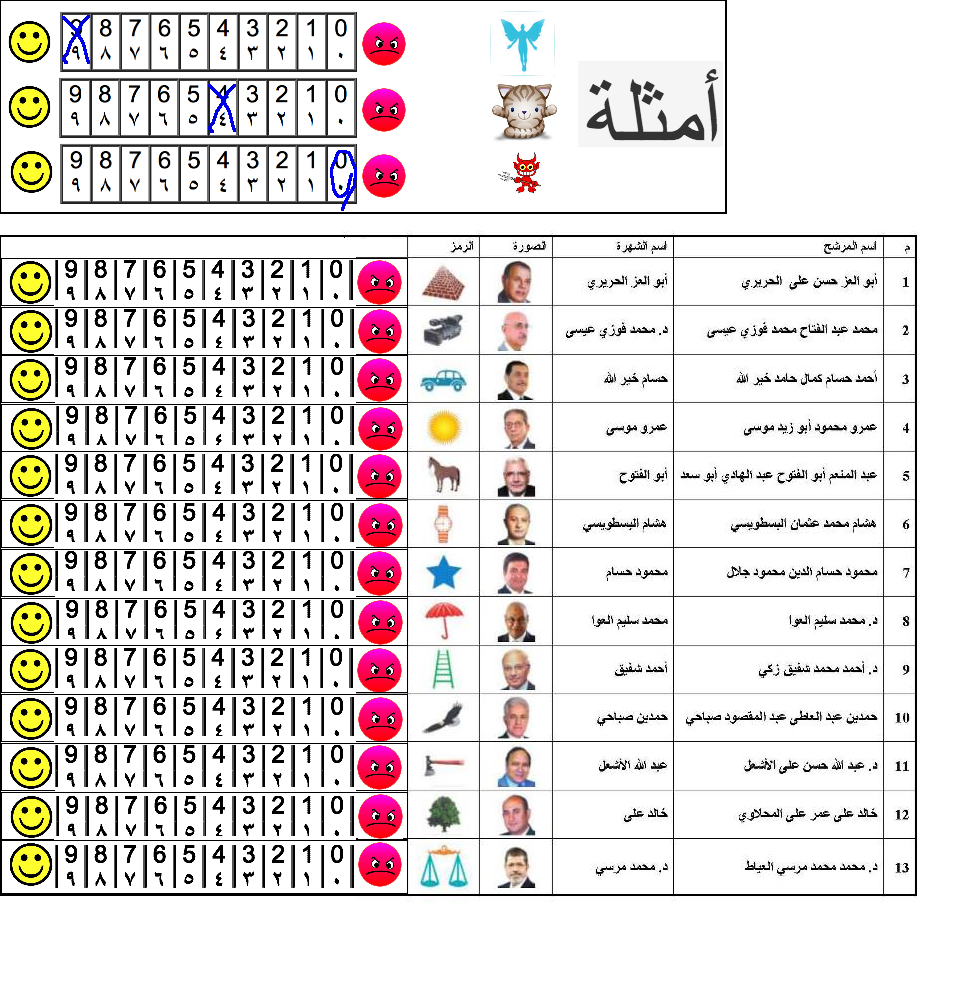 9 8 7 6 5 4 3 2 1 0
٩ ٨ ٧ ٦ ٥ ٤ ٣ ٢ ١ ٠
9 8 7 6 5 4 3 2 1 0
٩ ٨ ٧ ٦ ٥ ٤ ٣ ٢ ١ ٠
أمثلة
9 8 7 6 5 4 3 2 1 0
٩ ٨ ٧ ٦ ٥ ٤ ٣ ٢ ١ ٠
م اسم المرشح اسم الشهرة الصورة الرمز
1 أبو العز حسن على الحريري أبو العز الحريري
9 8 7 6 5 4 3 2 1 0
٩ ٨ ٧ ٦ ٥ ٤ ٣ ٢ ١ ٠
2 محمد عبد الفتاح محمد فوزي عيسى د. محمد فوزي عيسى
9 8 7 6 5 4 3 2 1 0
٩ ٨ ٧ ٦ ٥ ٤ ٣ ٢ ١ ٠
3 أحمد حسام كمال حامد خير الله حسام خير الله
9 8 7 6 5 4 3 2 1 0
٩ ٨ ٧ ٦ ٥ ٤ ٣ ٢ ١ ٠
4 عمرو محمود أبو زيد موسى عمرو موسى
9 8 7 6 5 4 3 2 1 0
٩ ٨ ٧ ٦ ٥ ٤ ٣ ٢ ١ ٠
5 عبد المنعم أبو الفتوح عبد الهادي أبو سعد أبو الفتوح
9 8 7 6 5 4 3 2 1 0
٩ ٨ ٧ ٦ ٥ ٤ ٣ ٢ ١ ٠
6 هشام محمد عثمان البسطويسي هشام البسطويسي
9 8 7 6 5 4 3 2 1 0
٩ ٨ ٧ ٦ ٥ ٤ ٣ ٢ ١ ٠
7 محمود حسام الدين محمود جلال محمود حسام
9 8 7 6 5 4 3 2 1 0
٩ ٨ ٧ ٦ ٥ ٤ ٣ ٢ ١ ٠
8 د. محمد سليم العوا محمد سليم العوا
9 8 7 6 5 4 3 2 1 0
٩ ٨ ٧ ٦ ٥ ٤ ٣ ٢ ١ ٠
9 د. أحمد محمد شفيق زكي أحمد شفيق
9 8 7 6 5 4 3 2 1 0
٩ ٨ ٧ ٦ ٥ ٤ ٣ ٢ ١ ٠
10 حمدين عبد العاطى عبد المقصود صباحي حمدين صباحي
9 8 7 6 5 4 3 2 1 0
٩ ٨ ٧ ٦ ٥ ٤ ٣ ٢ ١ ٠
11 د. عبد الله حسن على الأشعل عبد الله الأشعل
9 8 7 6 5 4 3 2 1 0
٩ ٨ ٧ ٦ ٥ ٤ ٣ ٢ ١ ٠
12 خالد على عمر على المحلاوي خالد على
9 8 7 6 5 4 3 2 1 0
٩ ٨ ٧ ٦ ٥ ٤ ٣ ٢ ١ ٠
13 د. محمد محمد مرسي العياط د. محمد مرسي
9 8 7 6 5 4 3 2 1 0
٩ ٨ ٧ ٦ ٥ ٤ ٣ ٢ ١ ٠